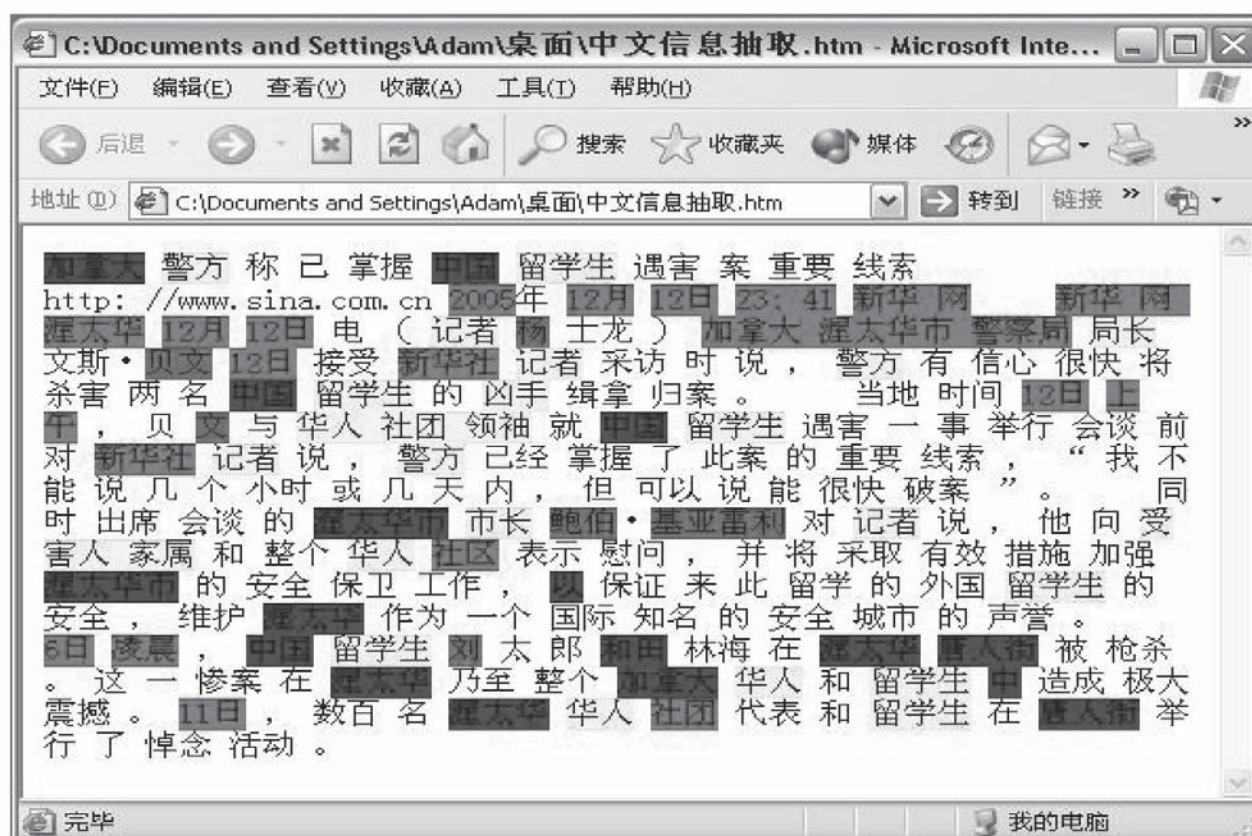 C:\Documents and Settings\Adam\桌面\中文信息抽取.htm - Microsoft Inte...
文件(F) 编辑(E) 查看(V) 收藏(A) 工具(T) 帮助(H)
后退 搜索 收藏夹 媒体 »
地址(D) C:\Documents and Settings\Adam\桌面\中文信息抽取.htm 转到 链接 »
加拿大 警方 称 已 掌握 中国 留学生 遇害 案 重要 线索
http: //www. sina. com. cn 2005年 12月 12日 23: 41 新华 网 新华 网
渥太华 12月 12日 电 ( 记者 杨 士龙 ) 加拿大 渥太华市 警察局 局长
文斯·贝文 12日 接受 新华社 记者 采访 时 说 , 警方 有 信心 很快 将
杀害 两 名 中国 留学生 的 凶手 缉拿 归案 。 当地 时间 12日 上
午 , 贝 文 与 华人 社团 领袖 就 中国 留学生 遇害 一 事 举行 会谈 前
对 新华社 记者 说 , 警方 已经 掌握 了 此案 的 重要 线索 , “ 我 不
能 说 几 个 小时 或 几 天 内 , 但 可以 说 能 很快 破案 ” 。 同
时 出席 会谈 的 渥太华市 市长 鲍伯·基亚雷利 对 记者 说 , 他 向 受
害人 家属 和 整个 华人 社区 表示 慰问 , 并 将 采取 有效 措施 加强
渥太华市 的 安全 保卫 工作 , 以 保证 来 此 留学 的 外国 留学生 的
安全 , 维护 渥太华 作为 一个 国际 知名 的 安全 城市 的 声誉 。
6日 凌晨 , 中国 留学生 刘 太 郎 和田 林海 在 渥太华 唐人街 被 枪杀
。 这 一 惨案 在 渥太华 乃至 整个 加拿大 华人 和 留学生 中 造成 极大
震撼 。 11日 , 数百 名 渥太华 华人 社团 代表 和 留学生 在 唐人街 举
行 了 悼念 活动 。
完毕 我的电脑